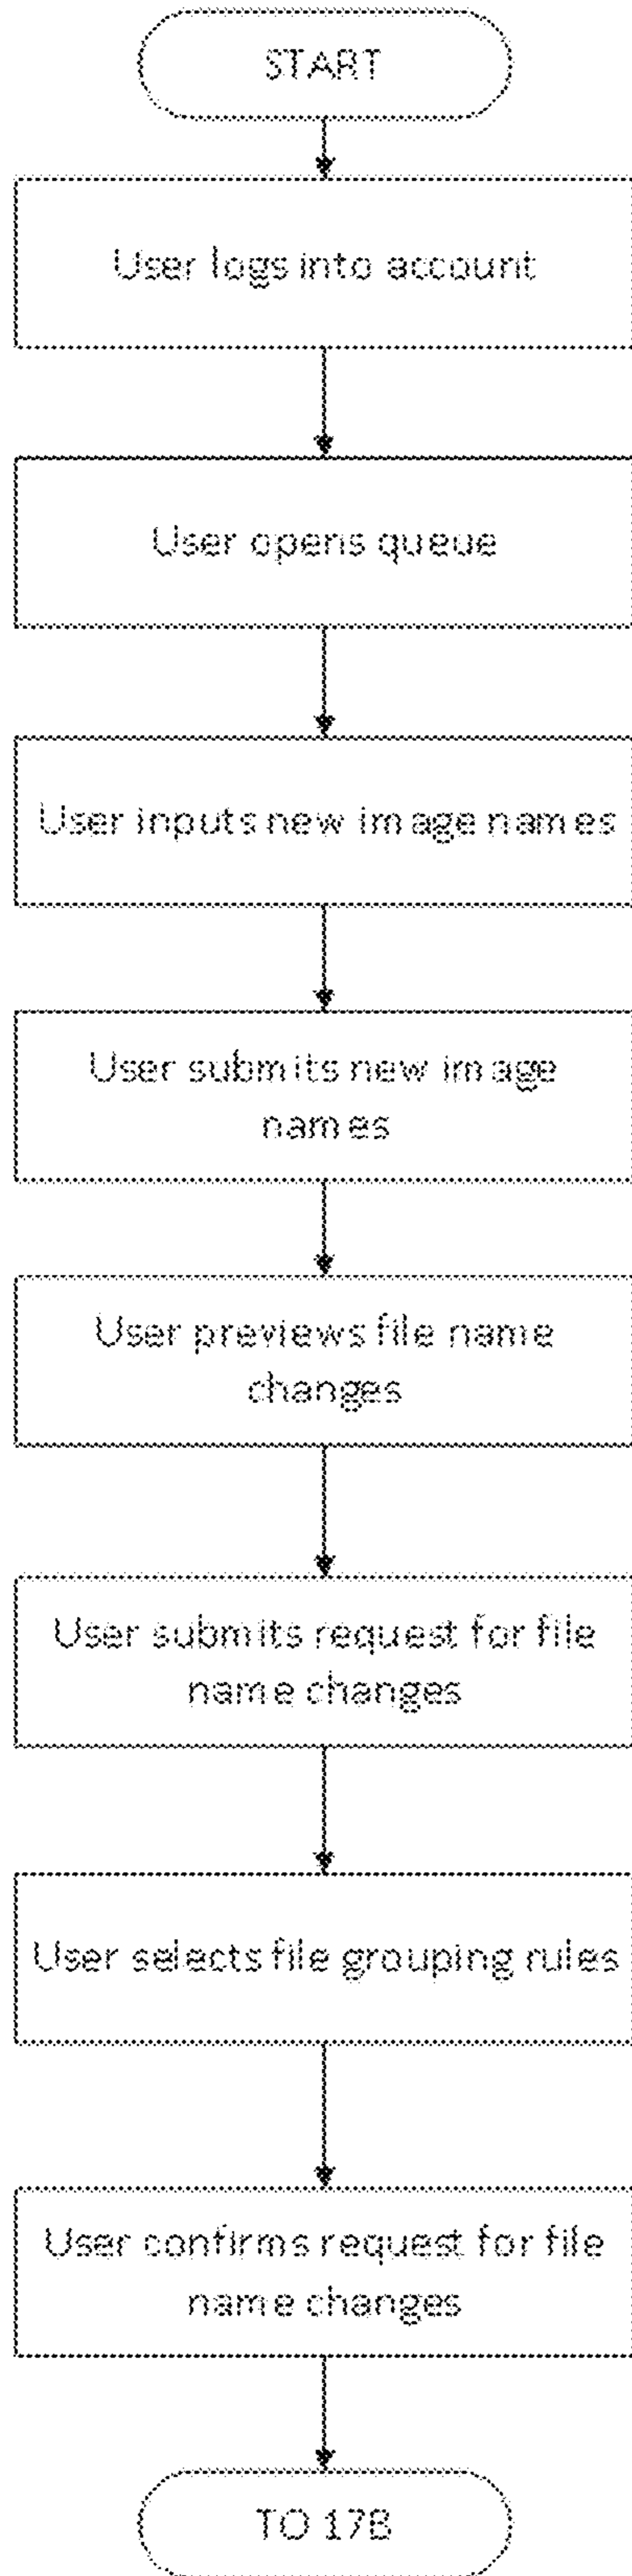 START
User logs into account
User opens queue
User inputs new image names
User submits new image
names
User previews file name
changes
User submits request for file
name changes
User selects file grouping rules
User confirms request for file
name changes
TO 17B